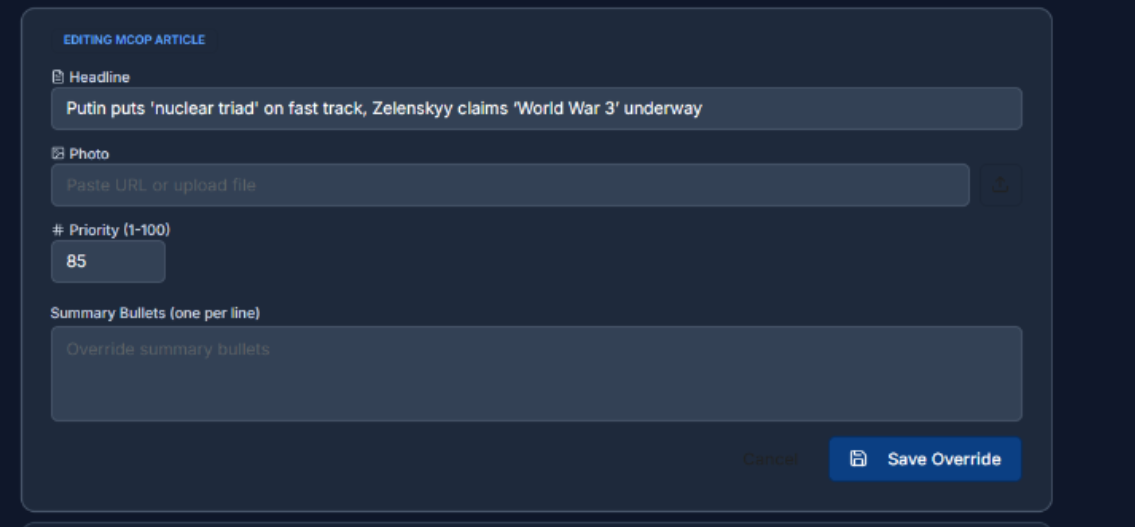 EDITING MCOP ARTICLE
Headline
Putin puts 'nuclear triad' on fast track, Zelenskyy claims ‘World War 3’ underway
Photo
Paste URL or upload file
# Priority (1-100)
85
Summary Bullets (one per line)
Override summary bullets
Cancel
Save Override